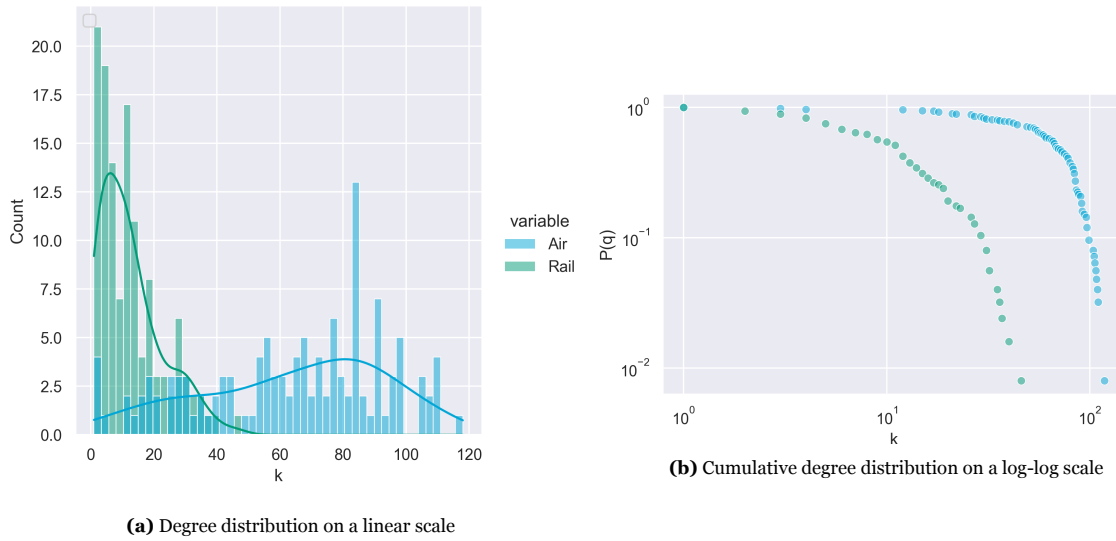 20.0
17.5
15.0
12.5
10.0
7.5
5.0
2.5
0.0
Count
0 20 40 60 80 100 120
k
variable
Air
Rail
(a) Degree distribution on a linear scale
10⁰
10⁻¹
10⁻²
P(q)
10⁰ 10¹ 10²
k
(b) Cumulative degree distribution on a log-log scale